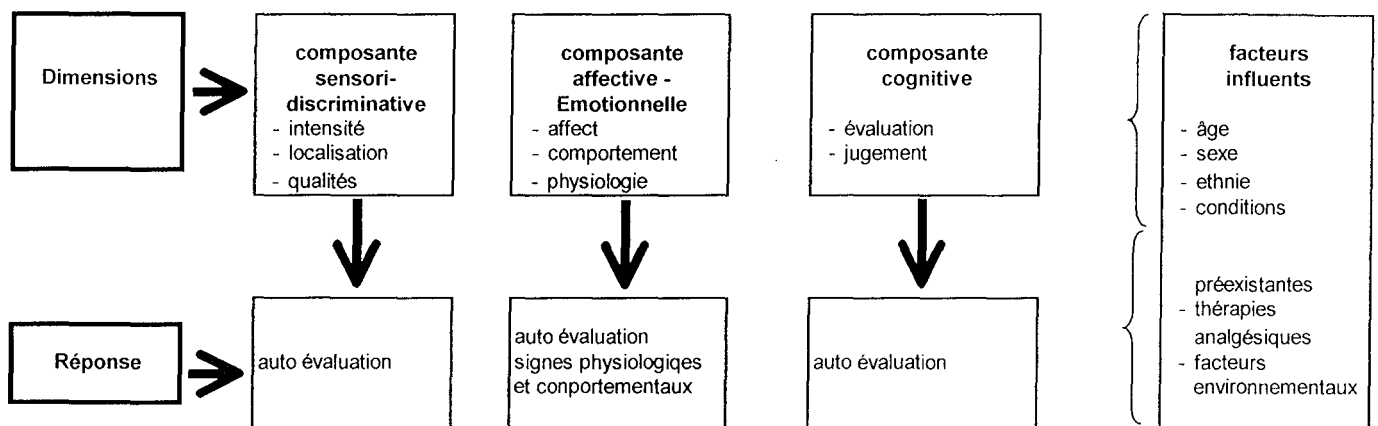 Dimensions
composante
sensori-
discriminative
- intensité
- localisation
- qualités
composante
affective -
Emotionnelle
- affect
- comportement
- physiologie
composante
cognitive
- évaluation
- jugement
facteurs
influents
- âge
- sexe
- ethnie
- conditions
préexistantes
- thérapies
analgésiques
- facteurs
environnementaux
Réponse
auto évaluation
auto évaluation
signes physiologiqes
et conportementaux
auto évaluation